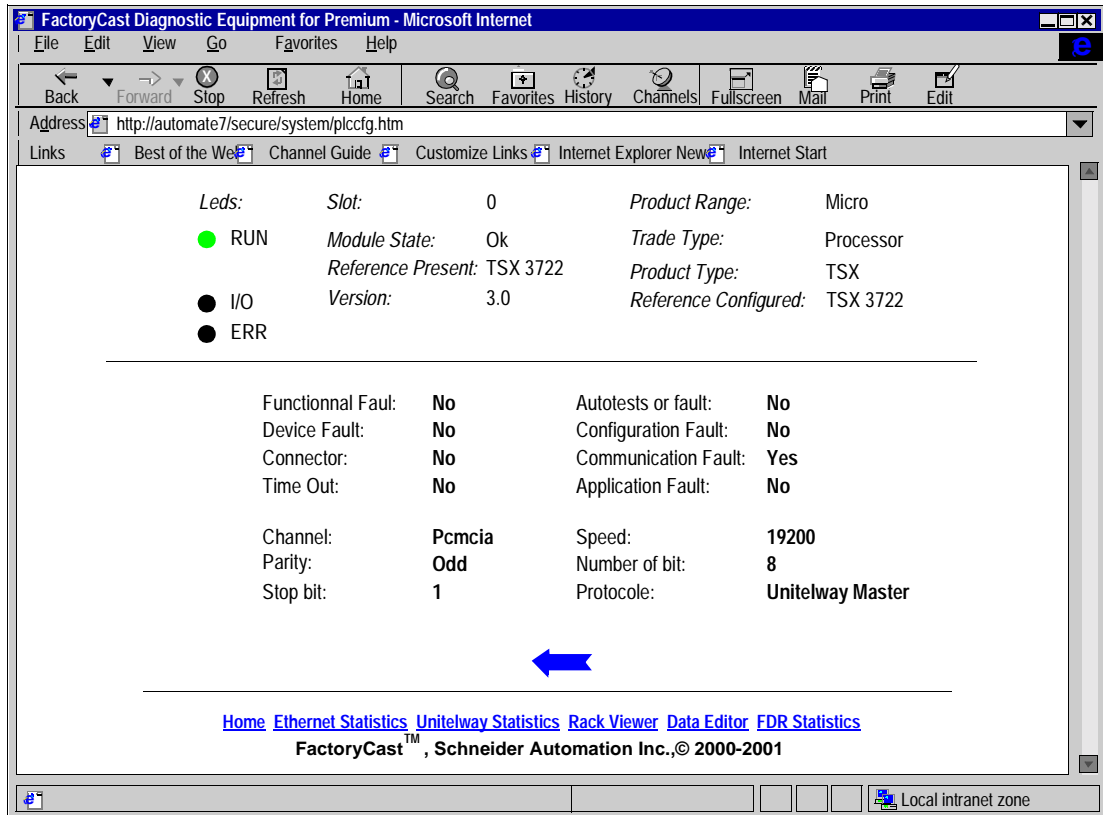 FactoryCast Diagnostic Equipment for Premium - Microsoft Internet
File Edit View Go Favorites Help
Back Forward Stop Refresh Home Search Favorites History Channels Fullscreen Mail Print Edit
Address http://automate7/secure/system/plccfg.htm
Links Best of the We Channel Guide Customize Links Internet Explorer New Internet Start
Leds: Slot: 0 Product Range: Micro
RUN Module State: Ok Trade Type: Processor
Reference Present: TSX 3722 Product Type: TSX
I/O Version: 3.0 Reference Configured: TSX 3722
ERR
Functionnal Faul: No Autotests or fault: No
Device Fault: No Configuration Fault: No
Connector: No Communication Fault: Yes
Time Out: No Application Fault: No
Channel: Pcmcia Speed: 19200
Parity: Odd Number of bit: 8
Stop bit: 1 Protocole: Unitelway Master
Home Ethernet Statistics Unitelway Statistics Rack Viewer Data Editor FDR Statistics
FactoryCast™ , Schneider Automation Inc.,© 2000-2001
Local intranet zone